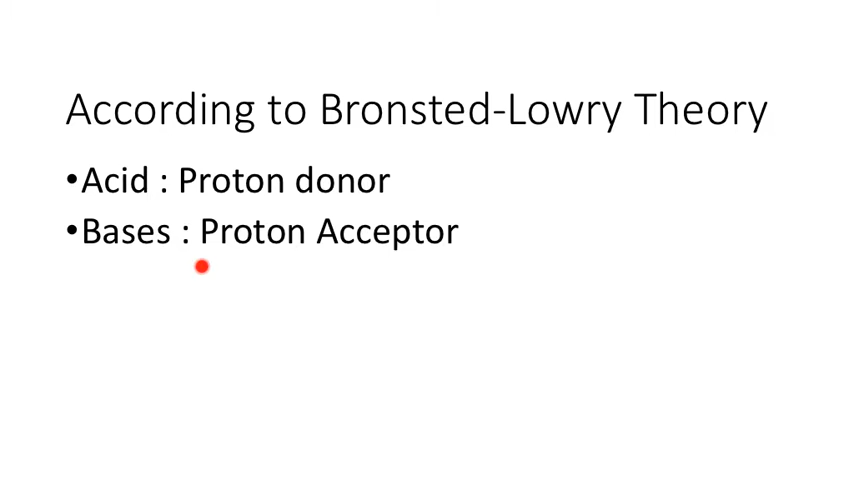 According to Bronsted-Lowry Theory
•Acid : Proton donor
•Bases : Proton Acceptor